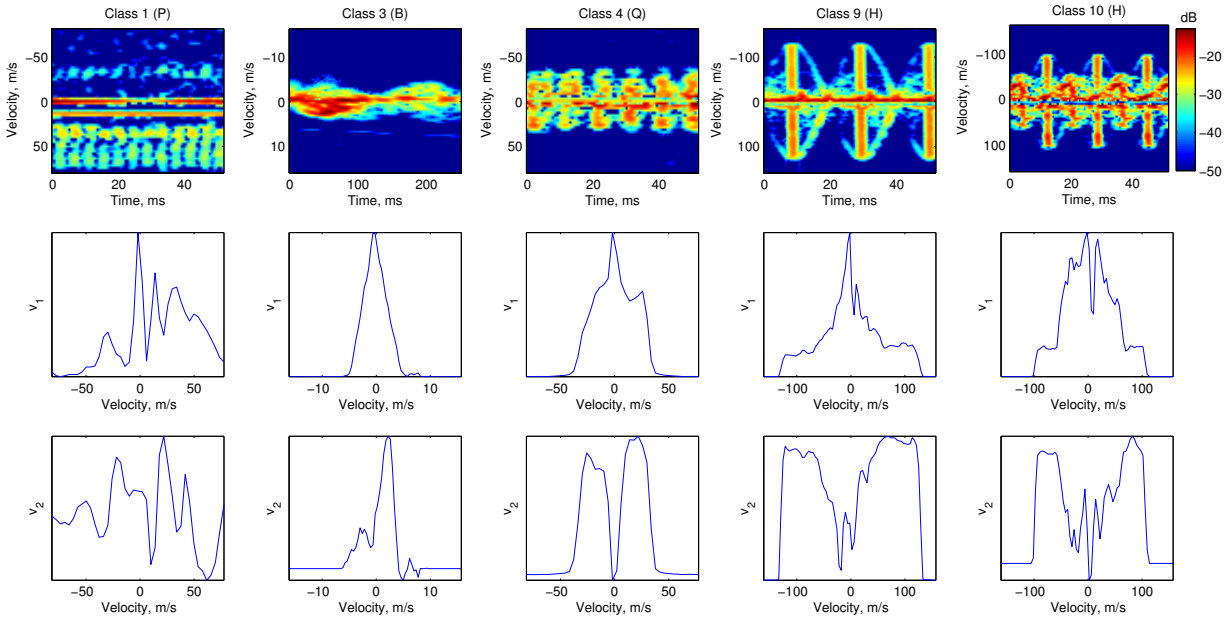 Class 1 (P)
Class 3 (B)
Class 4 (Q)
Class 9 (H)
Class 10 (H)
dB
Velocity, m/s
−50
0
50
0 20 40
Time, ms
Velocity, m/s
−10
0
10
0 100 200
Time, ms
Velocity, m/s
−50
0
50
0 20 40
Time, ms
Velocity, m/s
−100
0
100
0 20 40
Time, ms
Velocity, m/s
−100
0
100
0 20 40
Time, ms
−20
−30
−40
−50
v1
−50 0 50
Velocity, m/s
v1
−10 0 10
Velocity, m/s
v1
−50 0 50
Velocity, m/s
v1
−100 0 100
Velocity, m/s
v1
−100 0 100
Velocity, m/s
v2
−50 0 50
Velocity, m/s
v2
−10 0 10
Velocity, m/s
v2
−50 0 50
Velocity, m/s
v2
−100 0 100
Velocity, m/s
v2
−100 0 100
Velocity, m/s